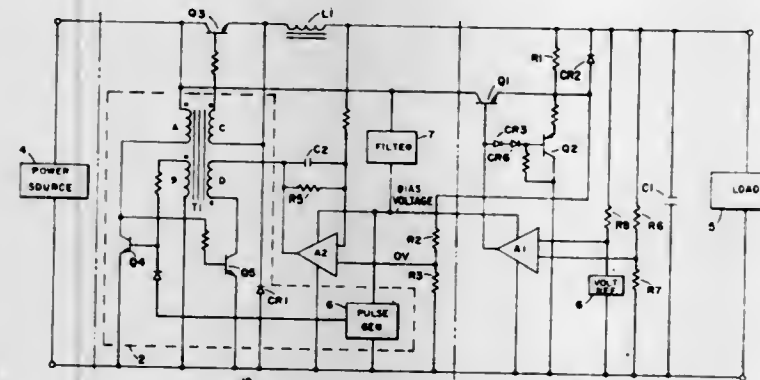 Q3
L1
R1
CR2
Q1
4
POWER
SOURCE
A
C
C2
FILTER
7
CR3
CR6
Q2
C1
LOAD
5
D
T1
R5
BIAS
VOLTAGE
R2
R8
R6
Q4
Q5
A2
0V
R3
A1
VOLT
REF
6
R7
CR1
6
PULSE
GEN
2